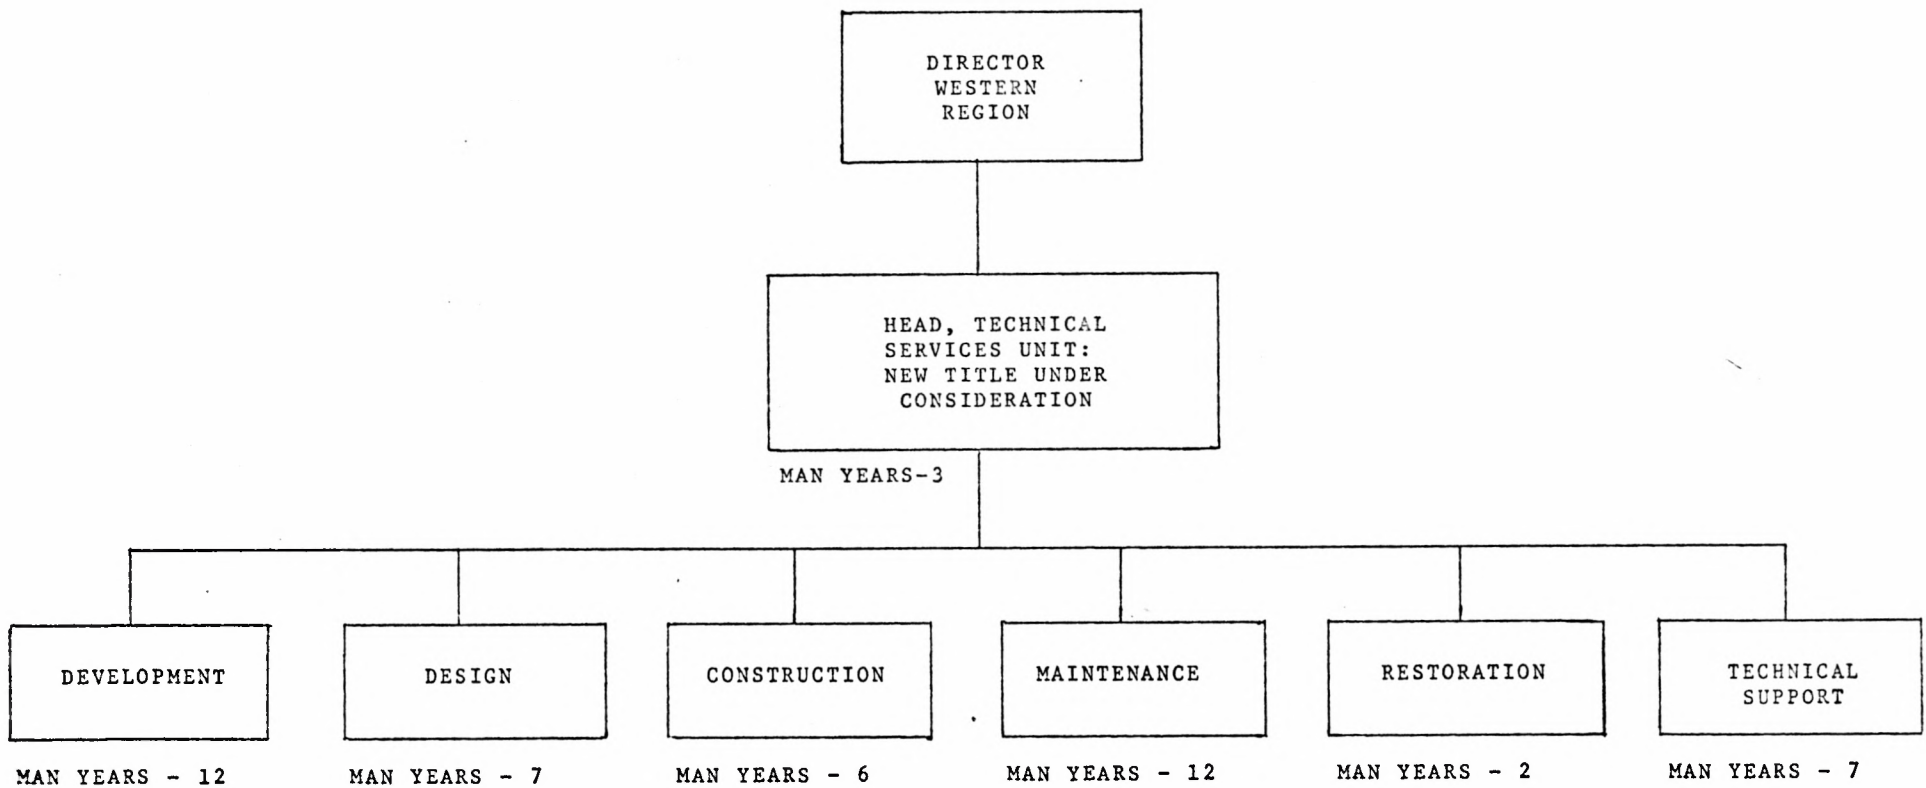 DIRECTOR
WESTERN
REGION
HEAD, TECHNICAL
SERVICES UNIT:
NEW TITLE UNDER
CONSIDERATION
MAN YEARS-3
DEVELOPMENT
DESIGN
CONSTRUCTION
MAINTENANCE
RESTORATION
TECHNICAL
SUPPORT
MAN YEARS - 12
MAN YEARS - 7
MAN YEARS - 6
MAN YEARS - 12
MAN YEARS - 2
MAN YEARS - 7